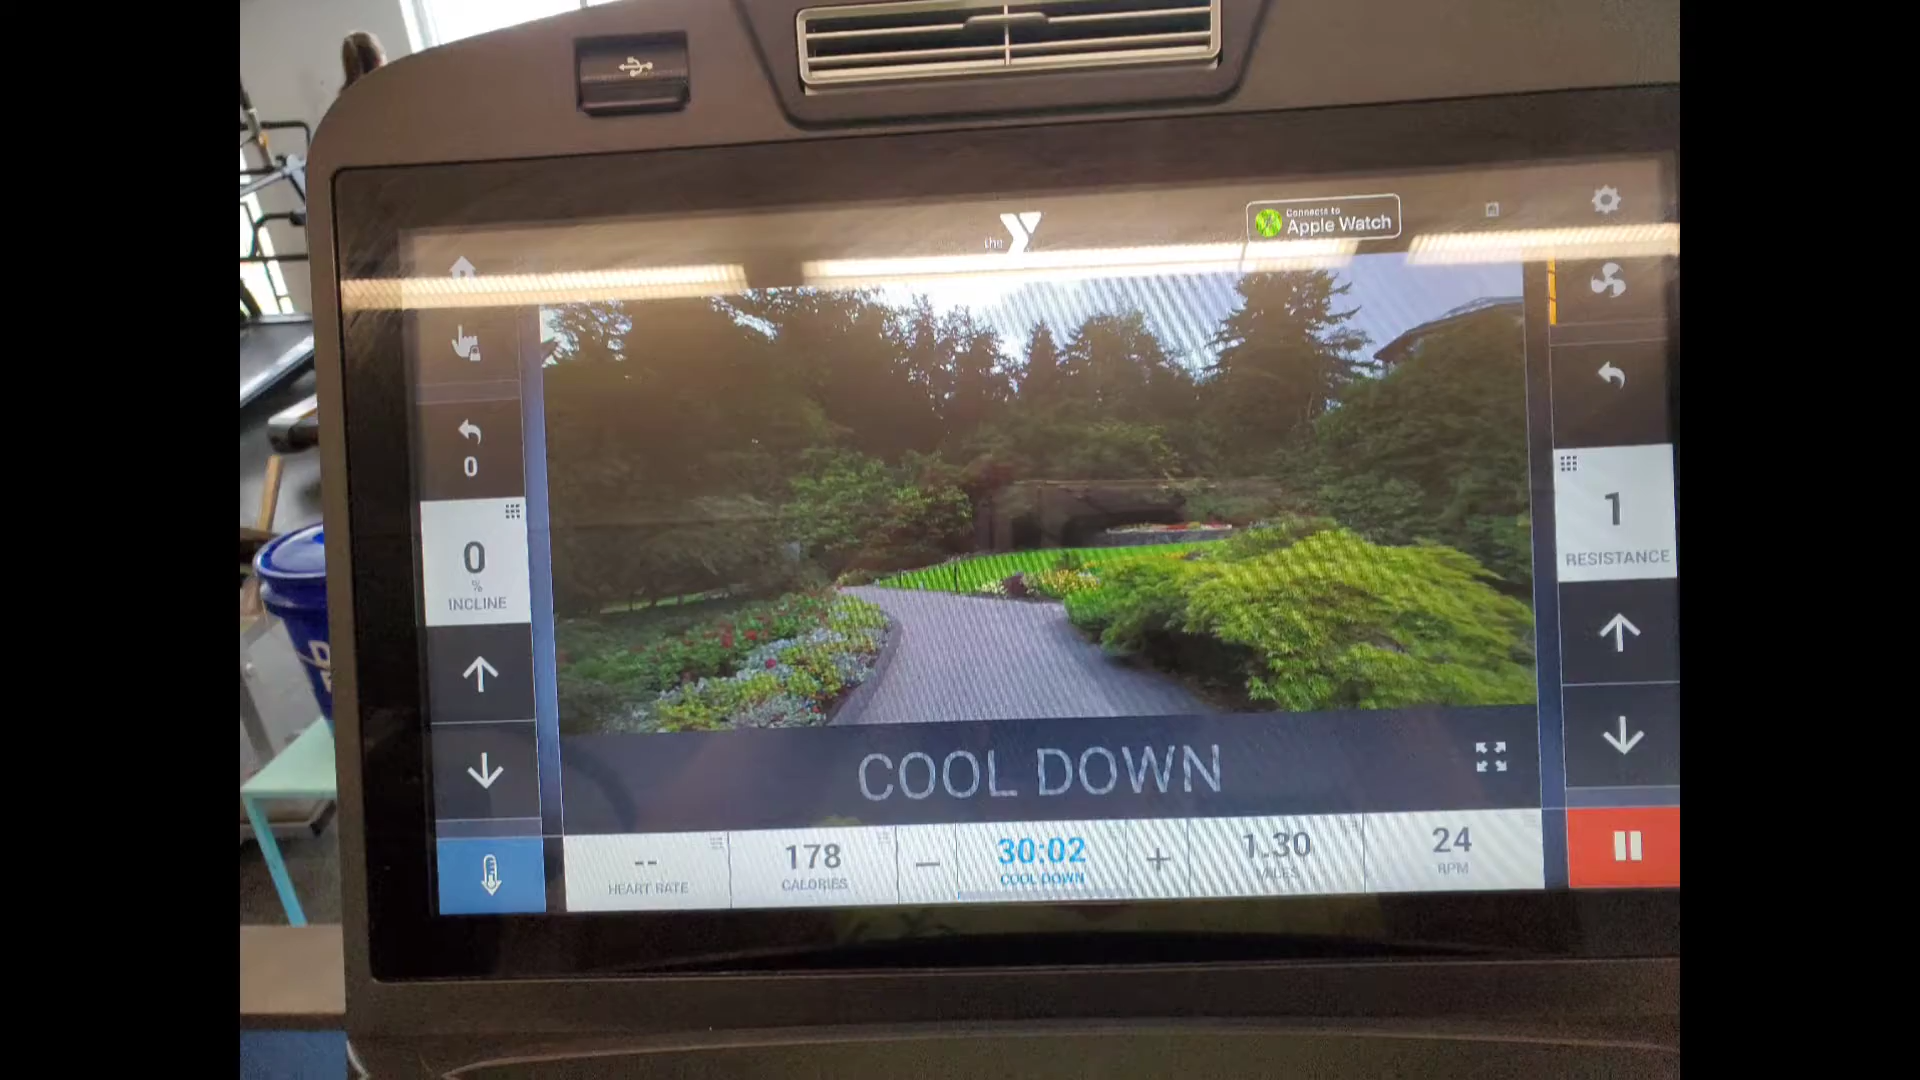 the Y
Connects to
Apple Watch
0
0
%
INCLINE
1
RESISTANCE
COOL DOWN
--
HEART RATE
178
CALORIES
30:02
COOL DOWN
1.30
MILES
24
RPM